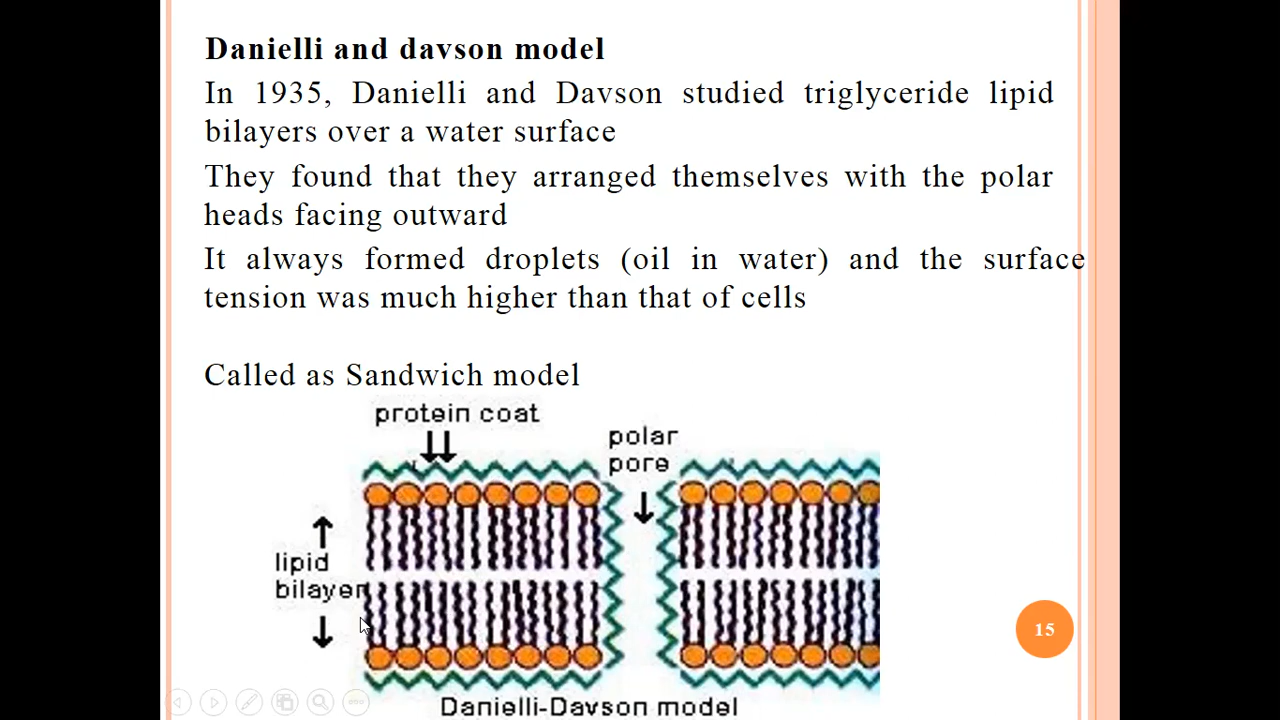 Danielli and davson model
In 1935, Danielli and Davson studied triglyceride lipid
bilayers over a water surface
They found that they arranged themselves with the polar
heads facing outward
It always formed droplets (oil in water) and the surface
tension was much higher than that of cells
Called as Sandwich model
protein coat
polar
pore
lipid
bilayer
15
Danielli-Davson model